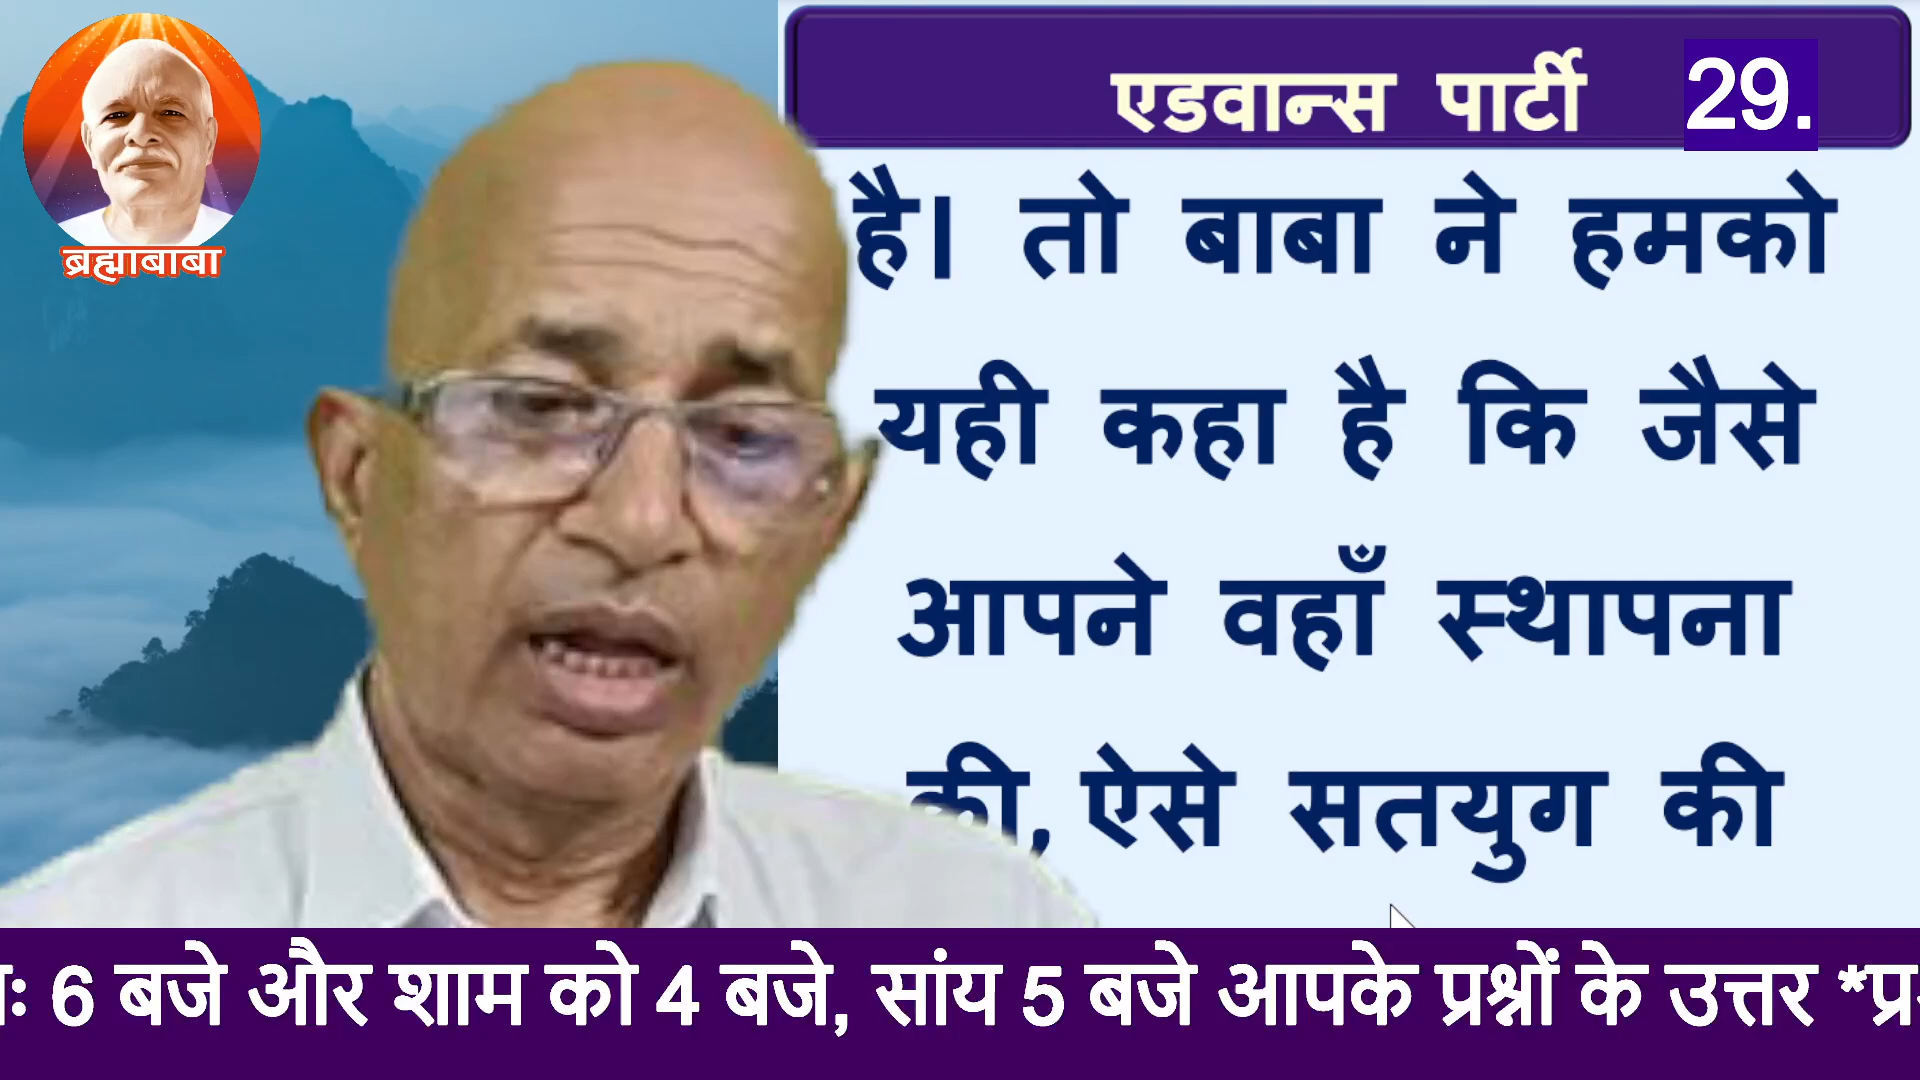 एडवान्स पार्टी 29.
ब्रह्माबाबा
है। तो बाबा ने हमको
यही कहा है कि जैसे
आपने वहाँ स्थापना
की, ऐसे सतयुग की
6 बजे और शाम को 4 बजे, सांय 5 बजे आपके प्रश्नों के उत्तर